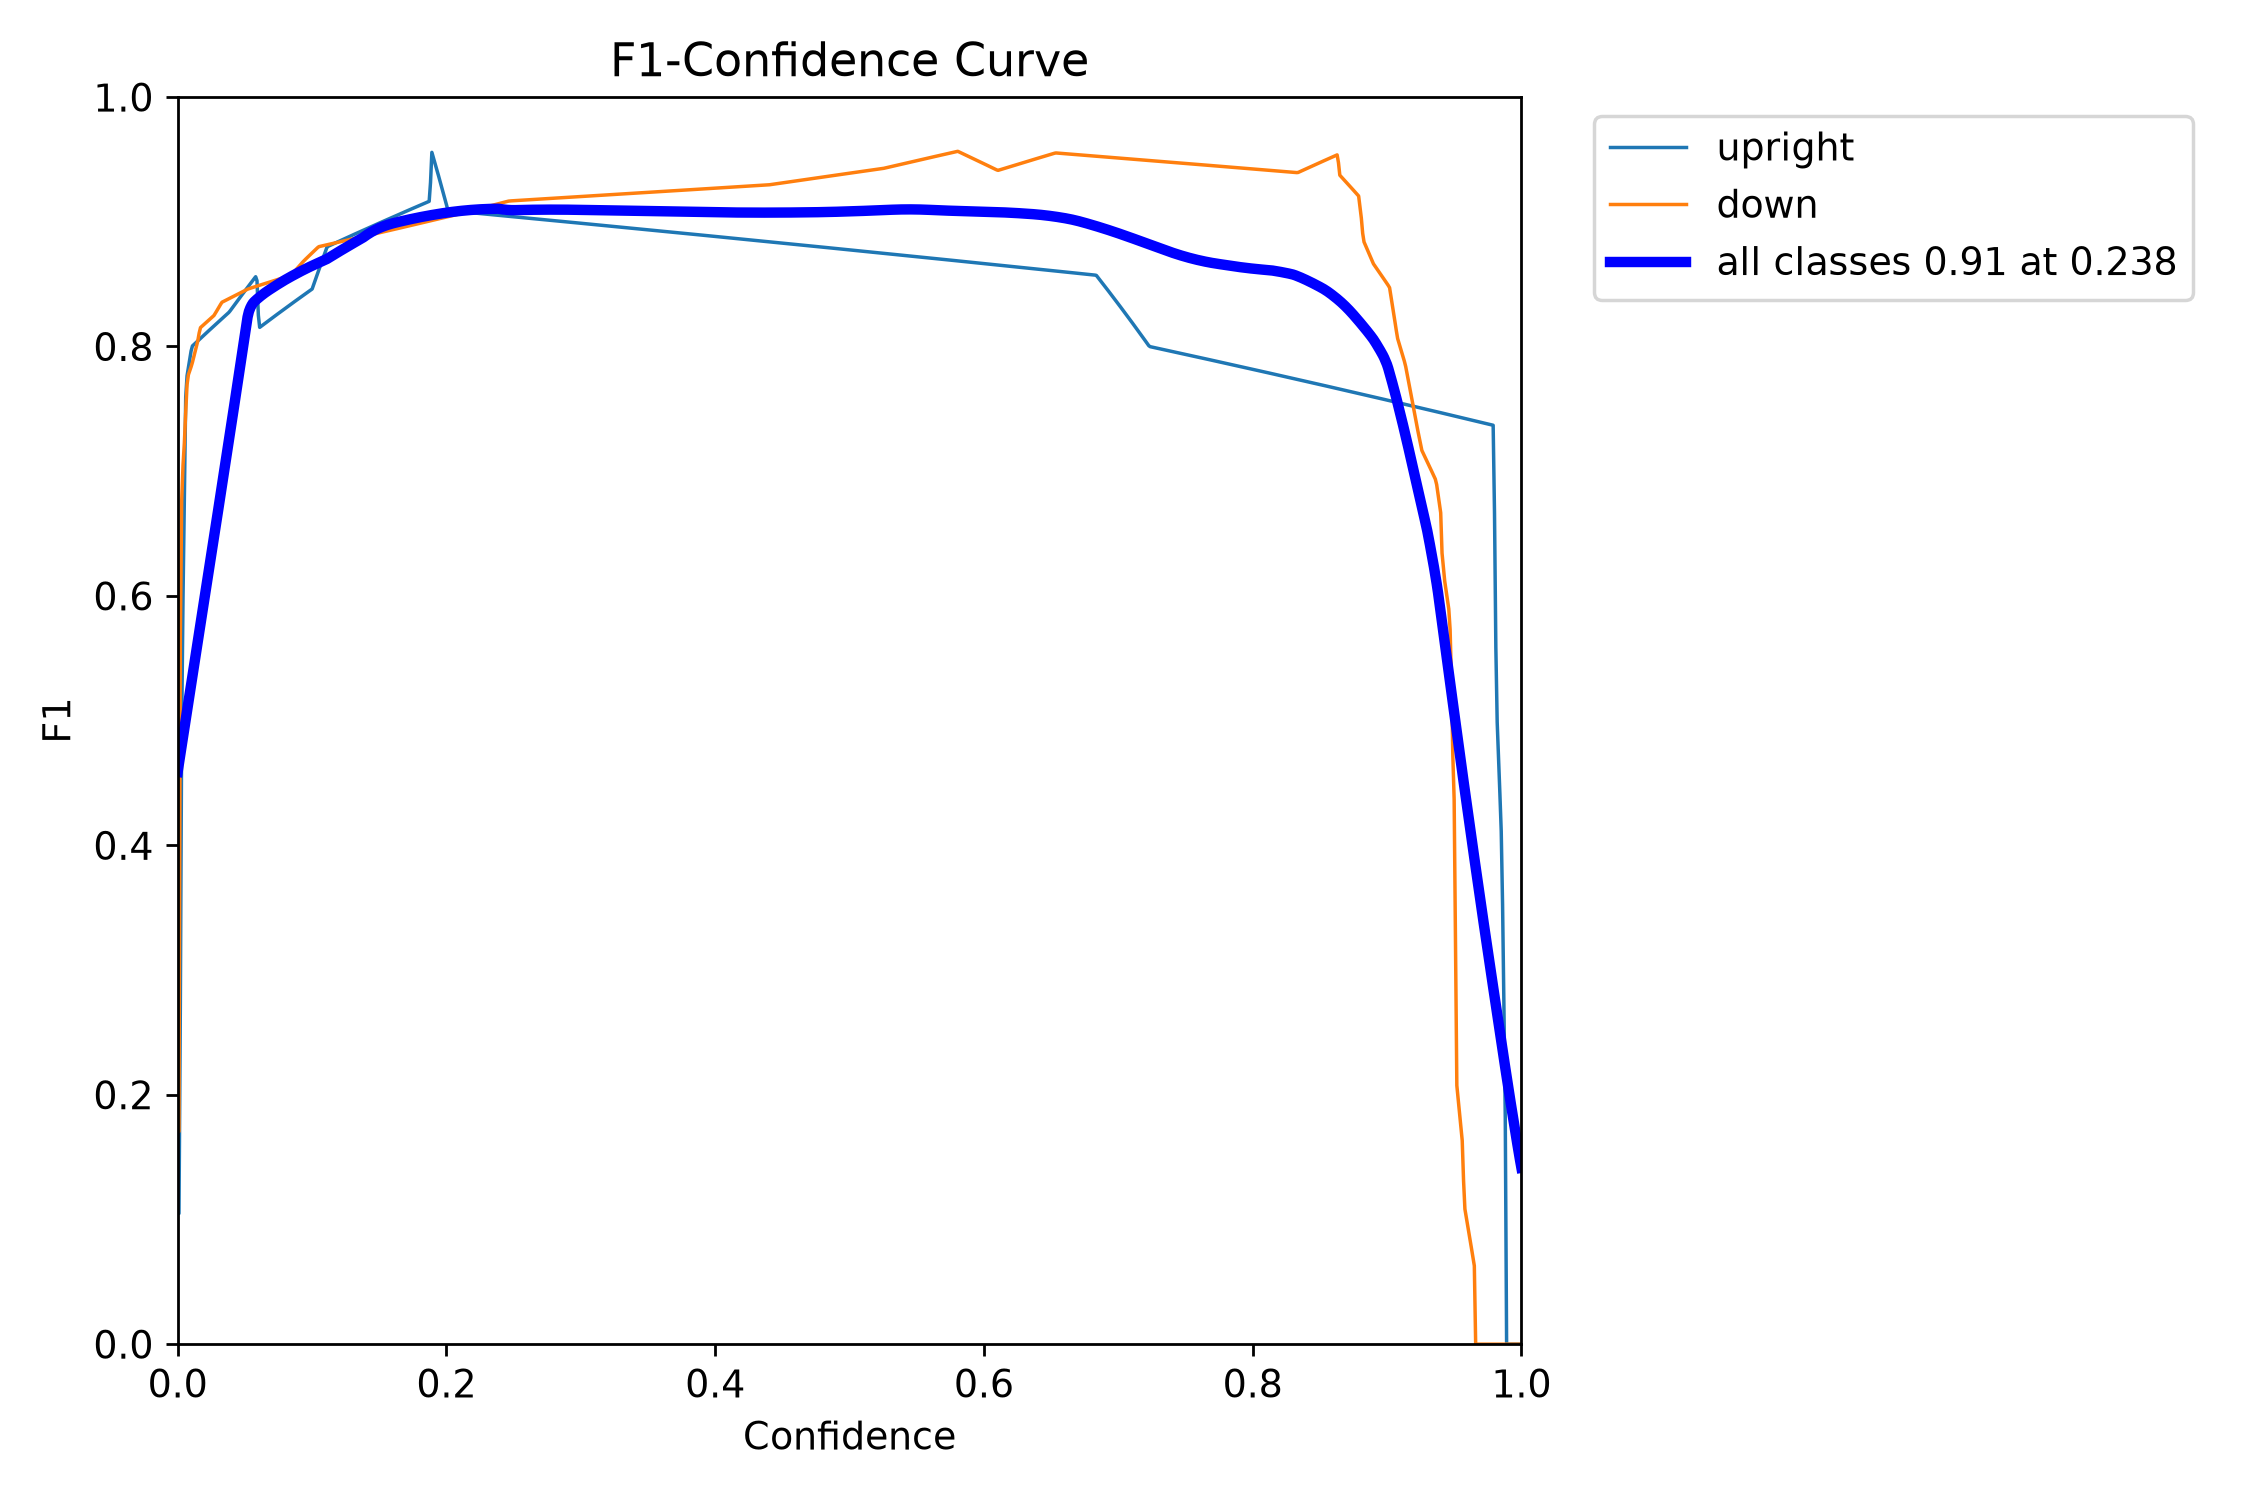 F1-Confidence Curve
upright
down
all classes 0.91 at 0.238
1.0
0.8
0.6
0.4
0.2
0.0
F1
0.0 0.2 0.4 0.6 0.8 1.0
Confidence